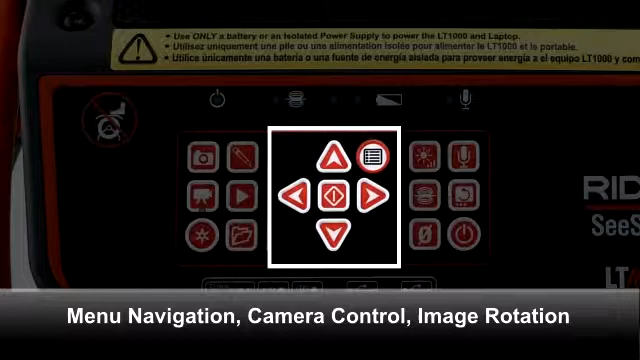 • Use ONLY a battery or an Isolated Power Supply to power the LT1000 and Laptop.
• Utilisez uniquement une pile ou une alimentation isolée pour alimenter le LT1000 et le portable.
• Utilice únicamente una batería o una fuente de energía aislada para proveer energía a el equipo LT1000 y com
RID
SeeS
LT
Menu Navigation, Camera Control, Image Rotation